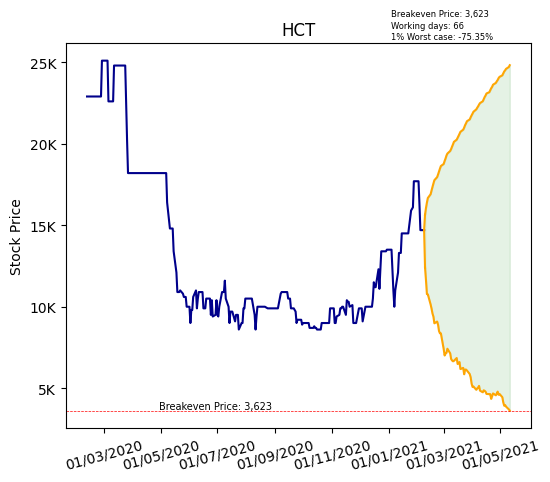 Breakeven Price: 3,623
Working days: 66
1% Worst case: -75.35%
HCT
Stock Price
25K
20K
15K
10K
5K
Breakeven Price: 3,623
01/03/2020
01/05/2020
01/07/2020
01/09/2020
01/11/2020
01/01/2021
01/03/2021
01/05/2021